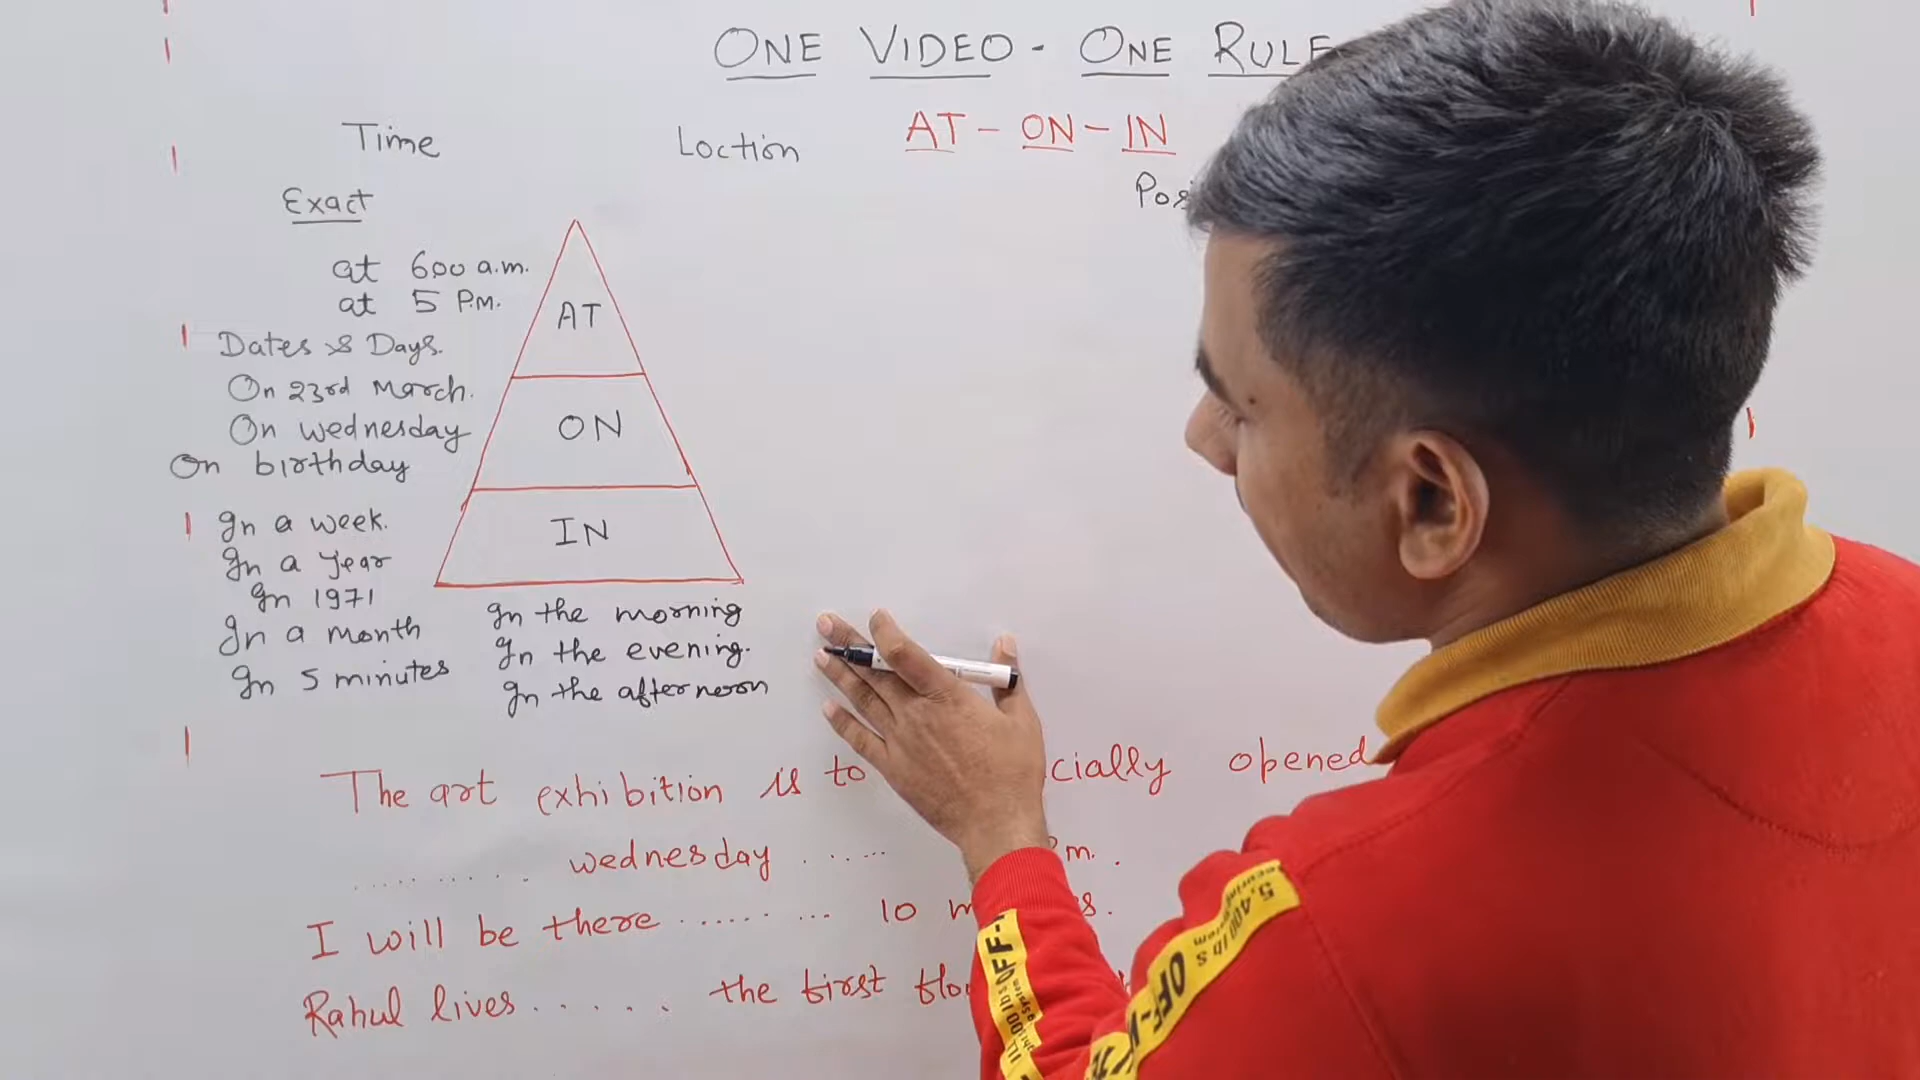 ONE VIDEO - ONE RULE
AT - ON - IN
Time
Loction
Exact
at 6:00 a.m.
at 5 P.m.
Dates & Days.
On 23rd March.
On wednesday
On birthday
In a week.
In a year
In 1971
In a month
In 5 minutes
AT
ON
IN
In the morning
In the evening.
In the afternoon
The art exhibition is to cially opened
.......... wednesday ..... m.
I will be there ......... 10
Rahul lives ...... the first